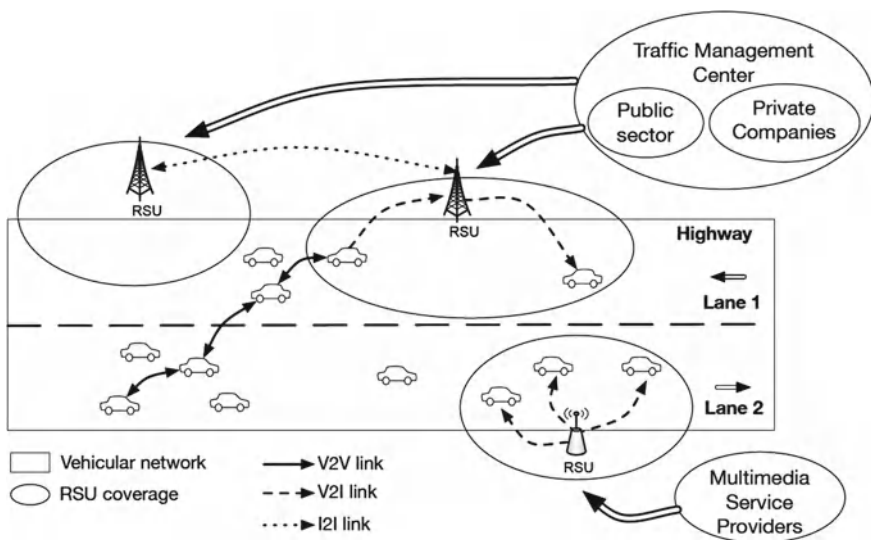 Traffic Management
Center
Public
sector
Private
Companies
RSU
RSU
Highway
Lane 1
Lane 2
RSU
Vehicular network
RSU coverage
V2V link
V2I link
I2I link
Multimedia
Service
Providers